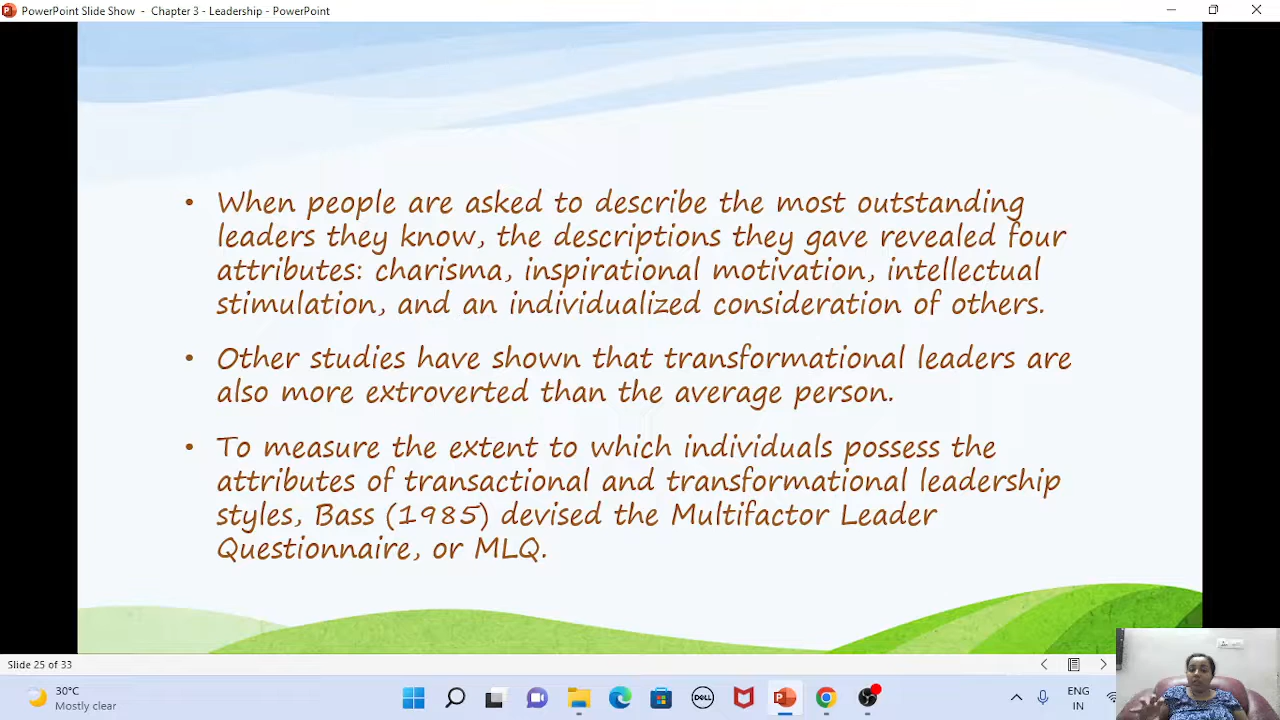 PowerPoint Slide Show - Chapter 3 - Leadership - PowerPoint
• When people are asked to describe the most outstanding
leaders they know, the descriptions they gave revealed four
attributes: charisma, inspirational motivation, intellectual
stimulation, and an individualized consideration of others.
• Other studies have shown that transformational leaders are
also more extroverted than the average person.
• To measure the extent to which individuals possess the
attributes of transactional and transformational leadership
styles, Bass (1985) devised the Multifactor Leader
Questionnaire, or MLQ.
Slide 25 of 33
30°C
Mostly clear
DELL
ENG
IN